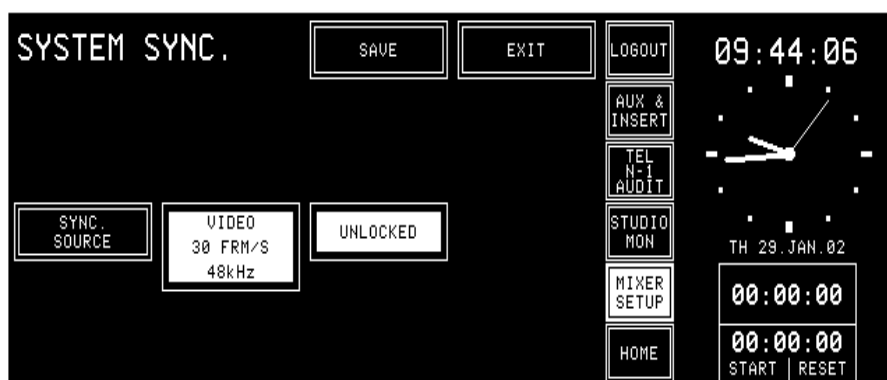 SYSTEM SYNC.
SAVE
EXIT
LOGOUT
09:44:06
AUX &
INSERT
TEL
N-1
AUDIT
SYNC.
SOURCE
VIDEO
30 FRM/S
48kHz
UNLOCKED
STUDIO
MON
TH 29.JAN.02
MIXER
SETUP
00:00:00
HOME
00:00:00
START RESET